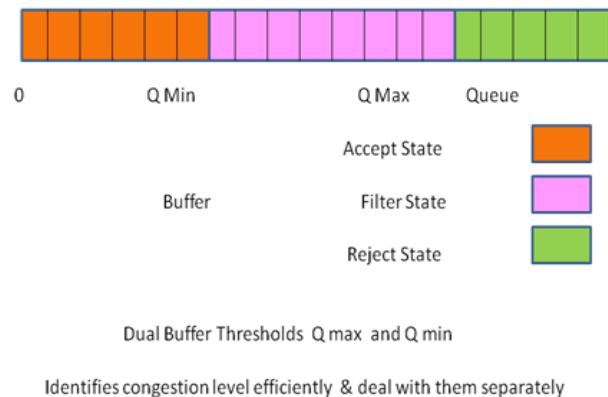 0 Q Min Q Max Queue
Accept State
Buffer Filter State
Reject State
Dual Buffer Thresholds Q max and Q min
Identifies congestion level efficiently & deal with them separately